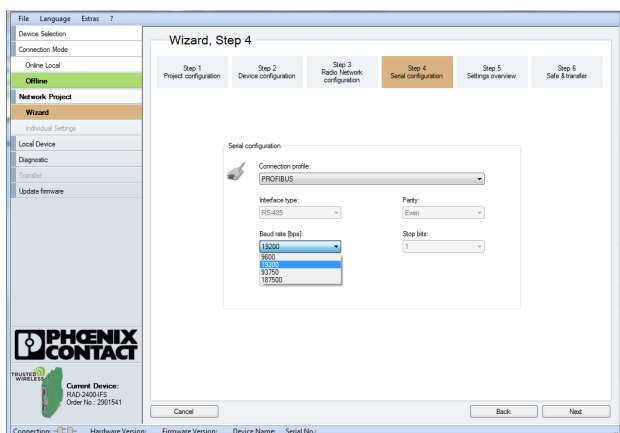 File Language Extras ?
Device Selection
Connection Mode
Online Local
Offline
Network Project
Wizard
Individual Settings
Local Device
Diagnostic
Transfer
Update firmware
PHŒNIX
CONTACT
TRUSTED
WIRELESS
Current Device:
RAD-2400-IFS
Order No.: 2901541
Wizard, Step 4
Step 1
Project configuration
Step 2
Device configuration
Step 3
Radio Network
configuration
Step 4
Serial configuration
Step 5
Settings overview
Step 6
Safe & transfer
Serial configuration
Connection profile:
PROFIBUS
Interface type:
RS-485
Parity:
Even
Baud rate [bps]:
19200
Stop bits:
1
9600
19200
93750
187500
Cancel
Back
Next
Connection: Hardware Version: Firmware Version: Device Name: Serial No.: